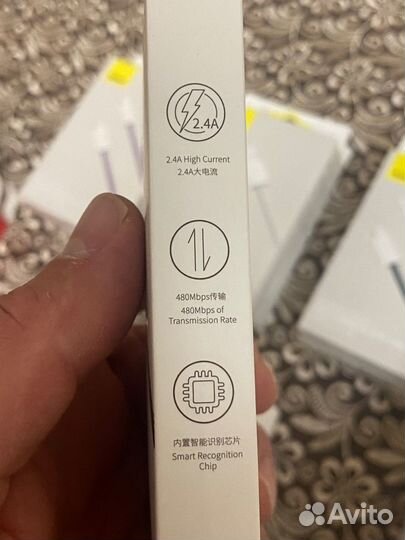 2.4A
2.4A High Current
2.4A大电流
480Mbps传输
480Mbps of
Transmission Rate
内置智能识别芯片
Smart Recognition
Chip
Avito